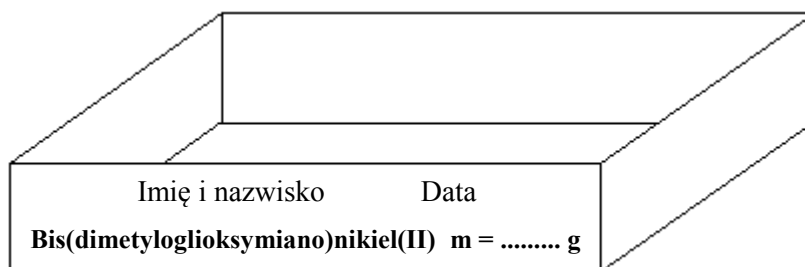 Imię i nazwisko Data
Bis(dimetyloglioksymiano)nikiel(II) m = ......... g